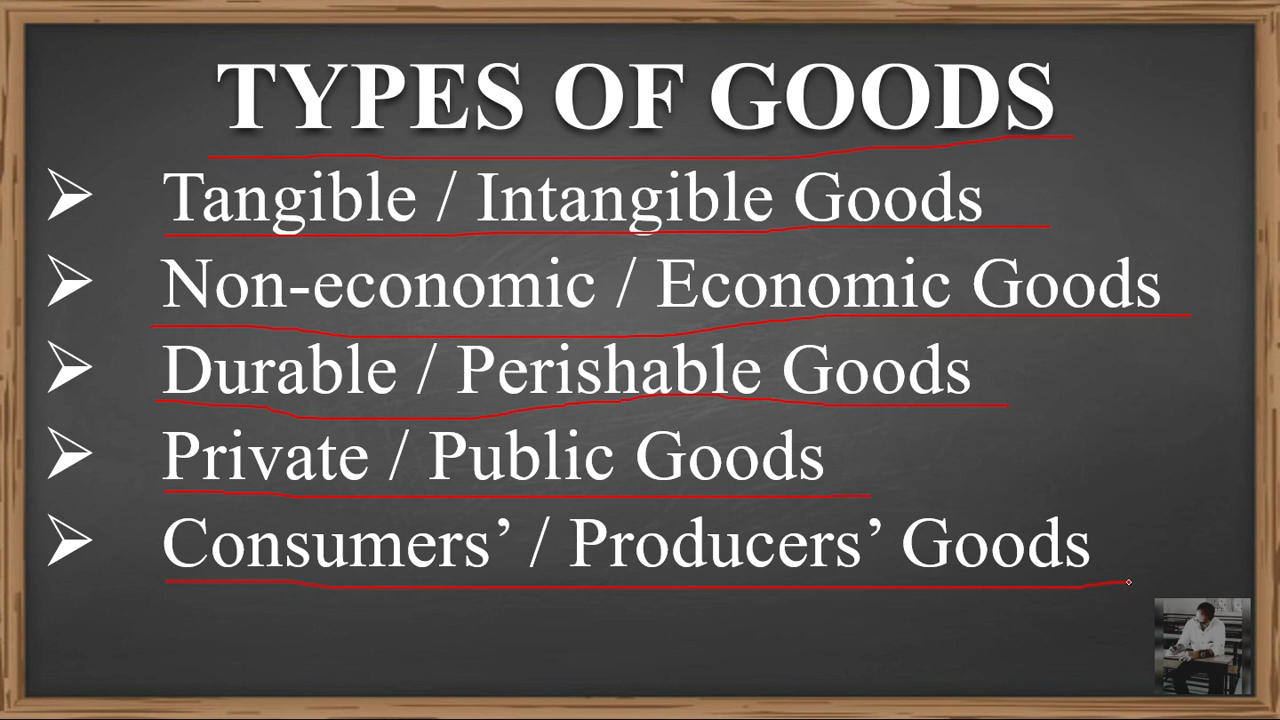 TYPES OF GOODS
Tangible / Intangible Goods
Non-economic / Economic Goods
Durable / Perishable Goods
Private / Public Goods
Consumers’ / Producers’ Goods